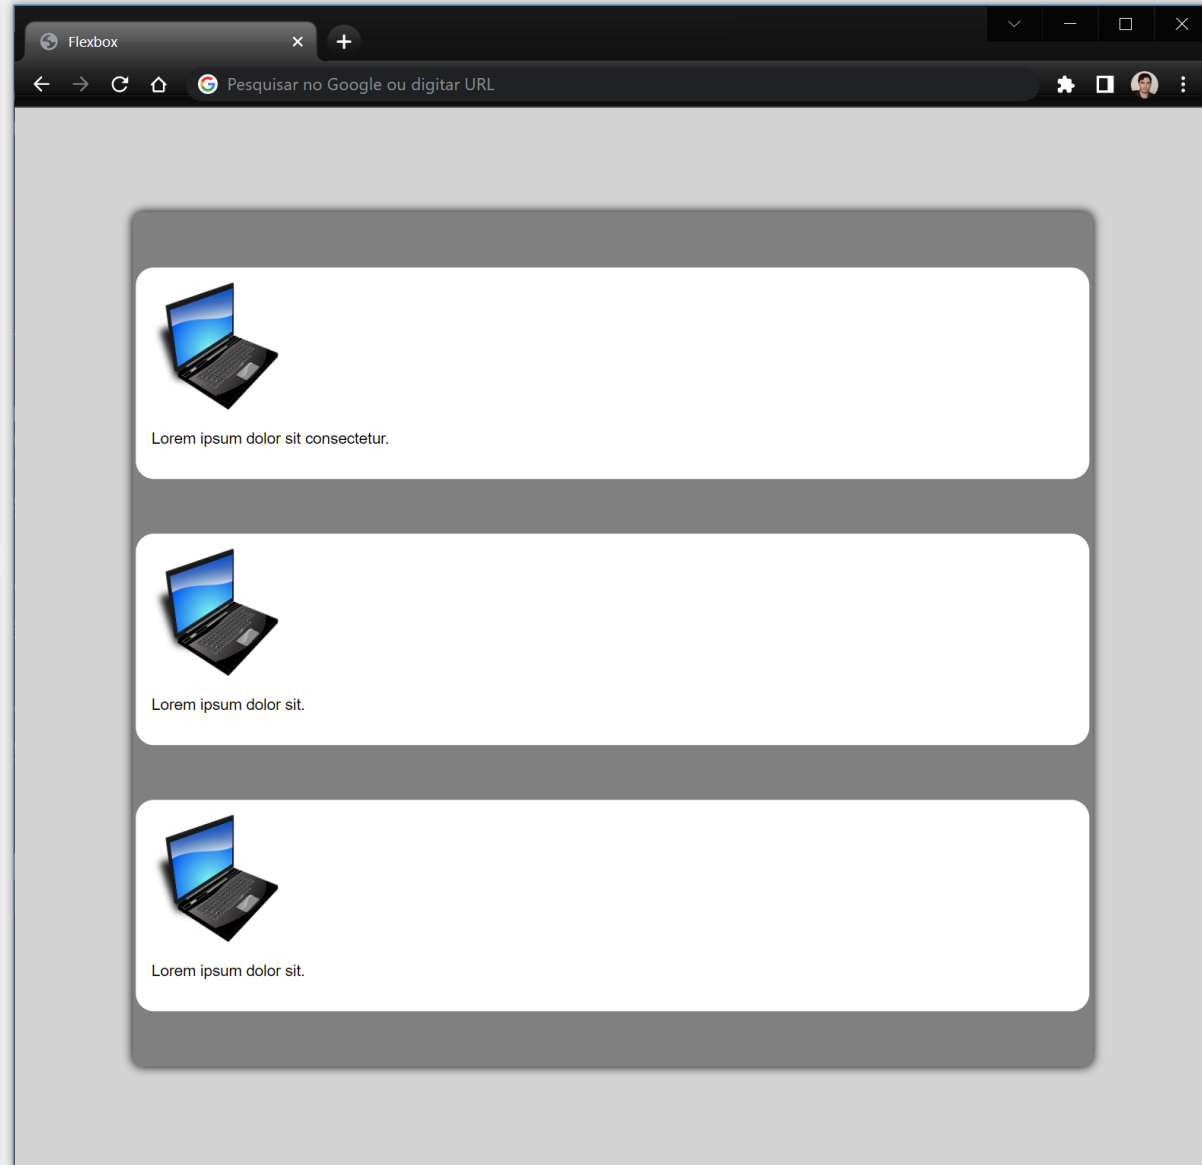 Flexbox
Pesquisar no Google ou digitar URL
Lorem ipsum dolor sit consectetur.
Lorem ipsum dolor sit.
Lorem ipsum dolor sit.